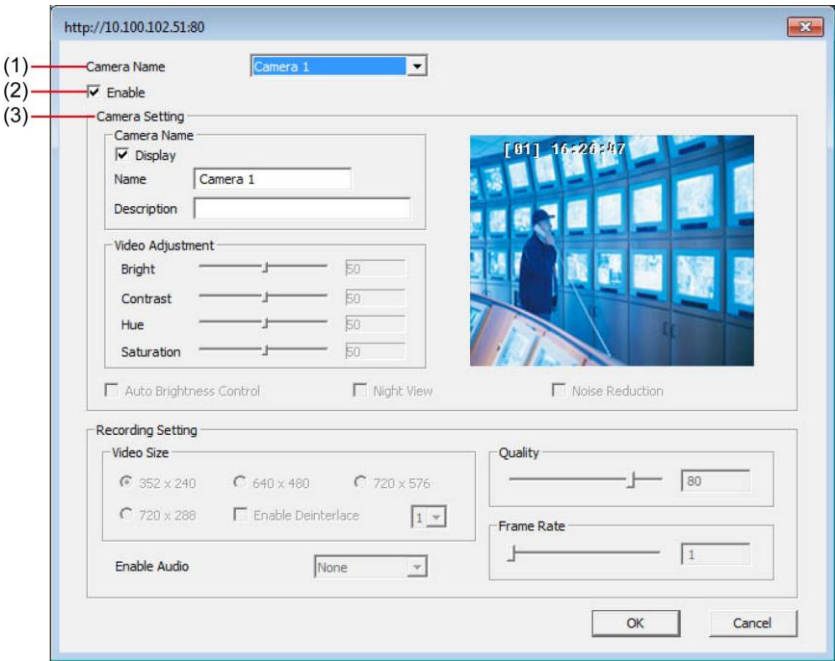 http://10.100.102.51:80
(1) Camera Name Camera 1
(2) Enable
(3) Camera Setting
Camera Name
Display
Name Camera 1
Description
[01] 16:26:47
Video Adjustment
Bright 50
Contrast 50
Hue 50
Saturation 50
Auto Brightness Control Night View Noise Reduction
Recording Setting
Video Size
352 x 240 640 x 480 720 x 576
720 x 288 Enable Deinterlace 1
Enable Audio None
Quality
80
Frame Rate
1
OK Cancel